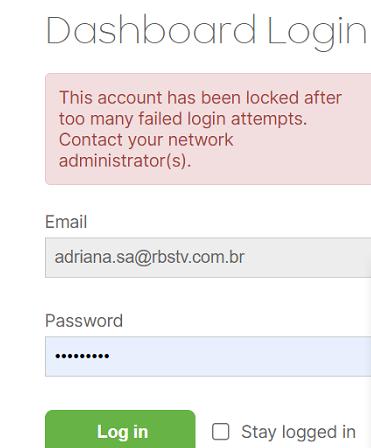 Dashboard Login
This account has been locked after
too many failed login attempts.
Contact your network
administrator(s).
Email
adriana.sa@rbstv.com.br
Password
•••••••••
Log in
Stay logged in